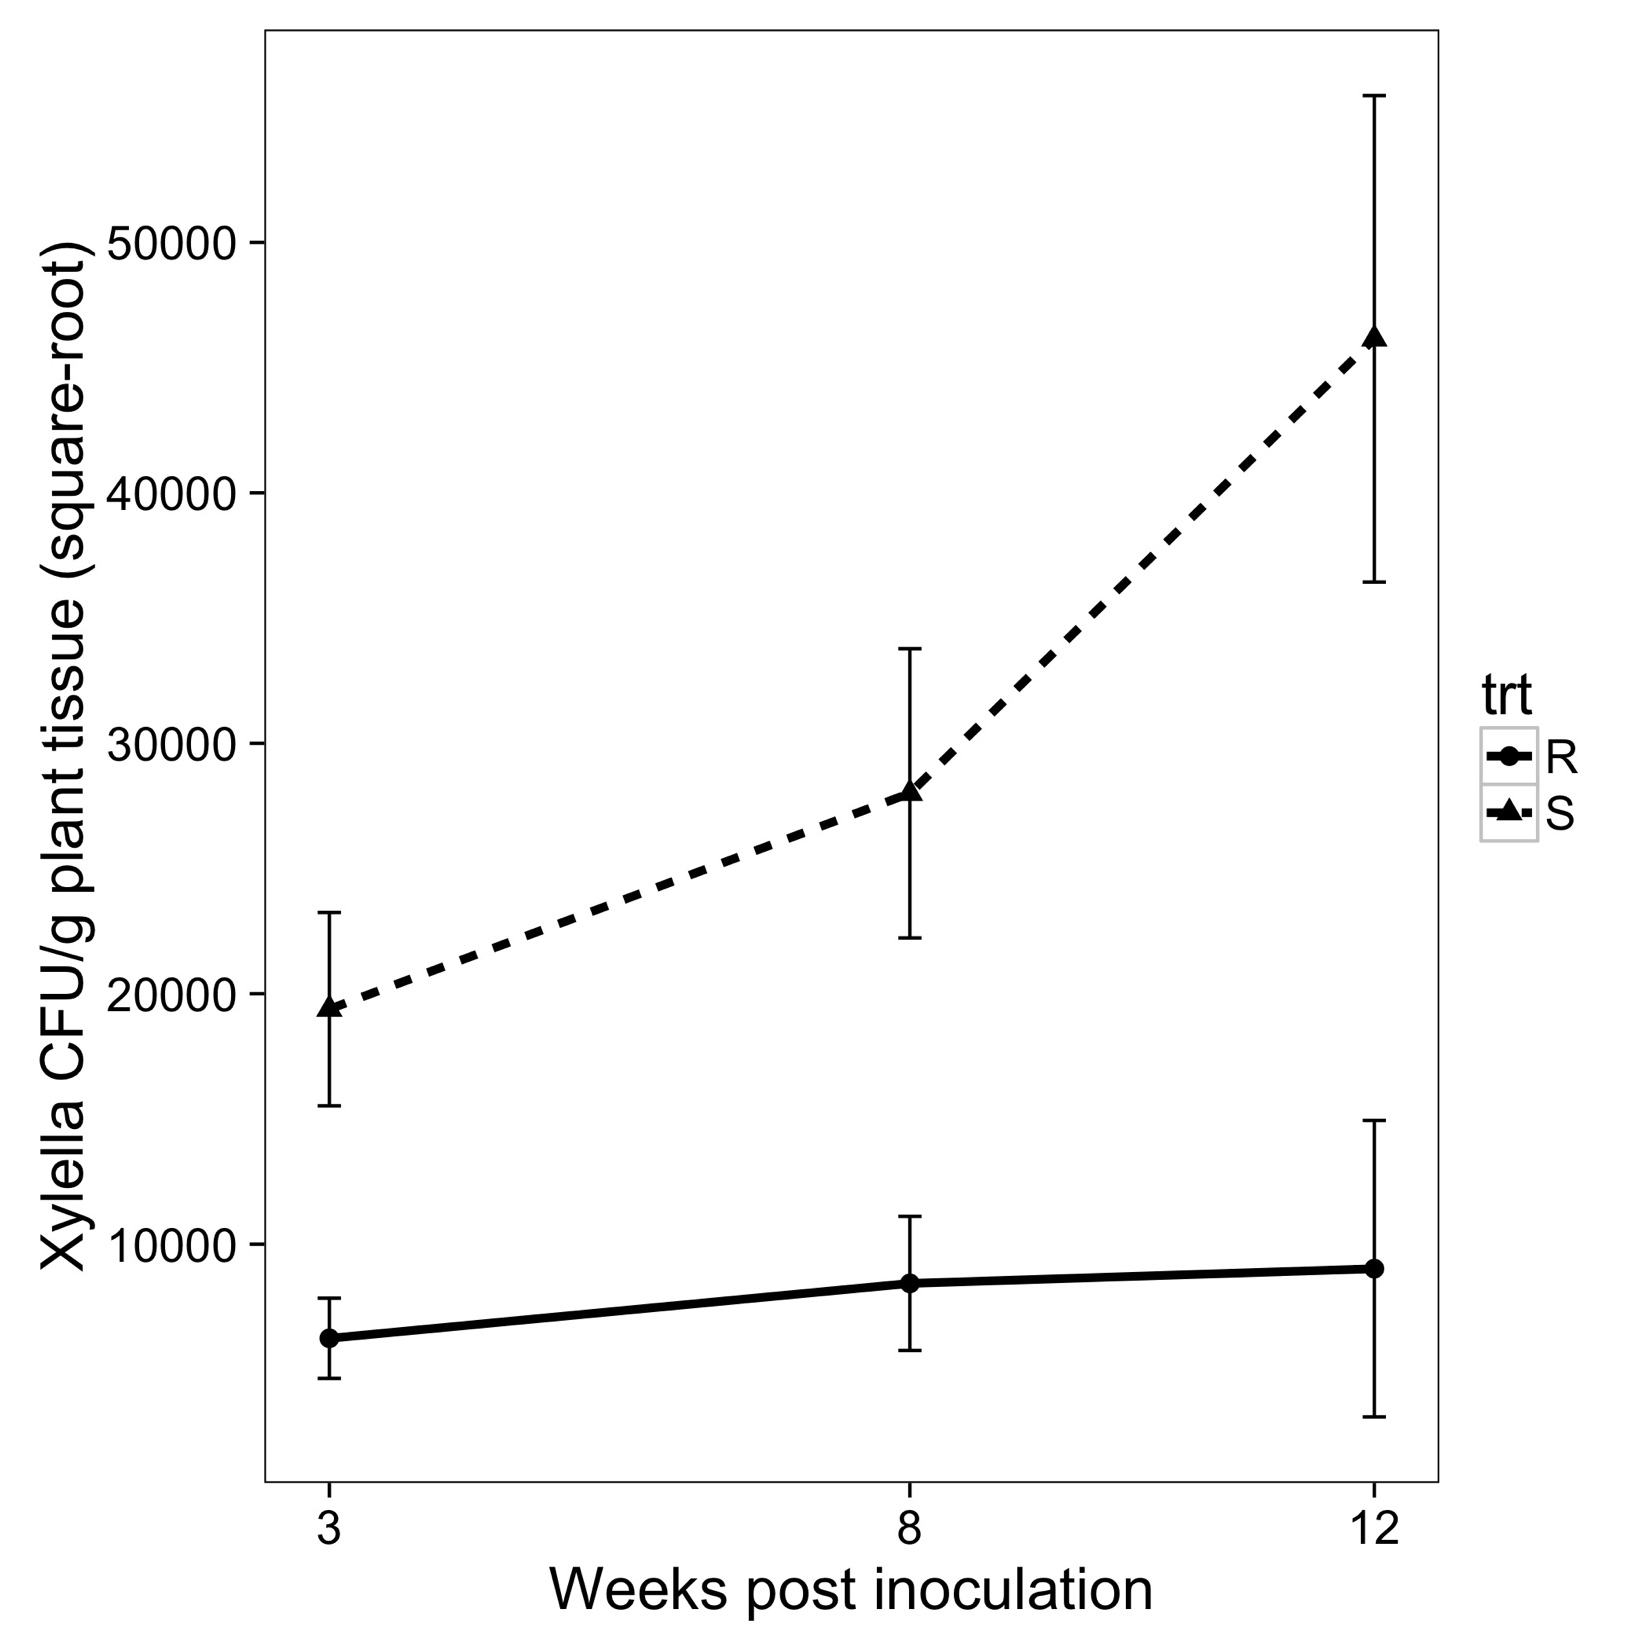 Xylella CFU/g plant tissue (square-root)
50000
40000
30000
20000
10000
3 8 12
Weeks post inoculation
trt
R
S